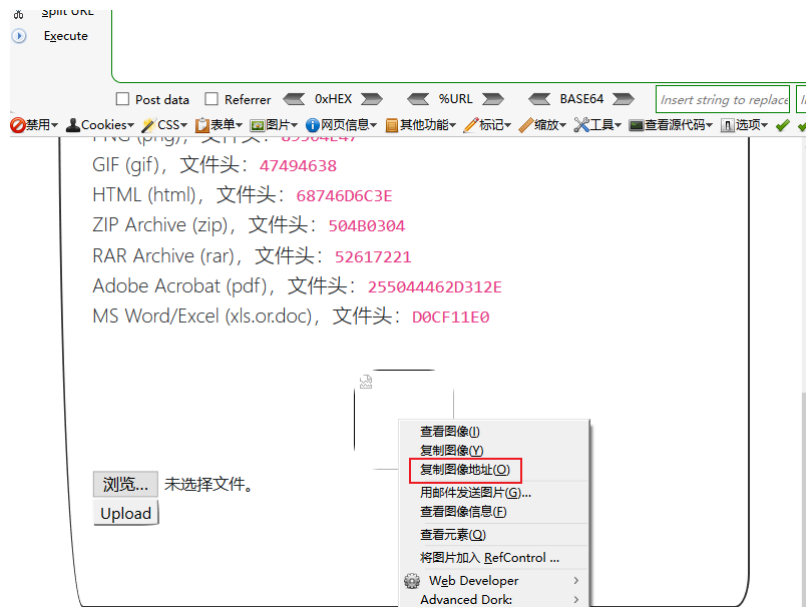 Split URL
Execute
Post data Referrer 0xHEX %URL BASE64 Insert string to replace
禁用 Cookies CSS 表单 图片 网页信息 其他功能 标记 缩放 工具 查看源代码 选项
PNG (png)，文件头：89504E47
GIF (gif)，文件头：47494638
HTML (html)，文件头：68746D6C3E
ZIP Archive (zip)，文件头：504B0304
RAR Archive (rar)，文件头：52617221
Adobe Acrobat (pdf)，文件头：255044462D312E
MS Word/Excel (xls.or.doc)，文件头：D0CF11E0
查看图像(I)
复制图像(Y)
复制图像地址(O)
浏览... 未选择文件。
用邮件发送图片(G)...
Upload
查看图像信息(F)
查看元素(Q)
将图片加入 RefControl ...
Web Developer
Advanced Dork: